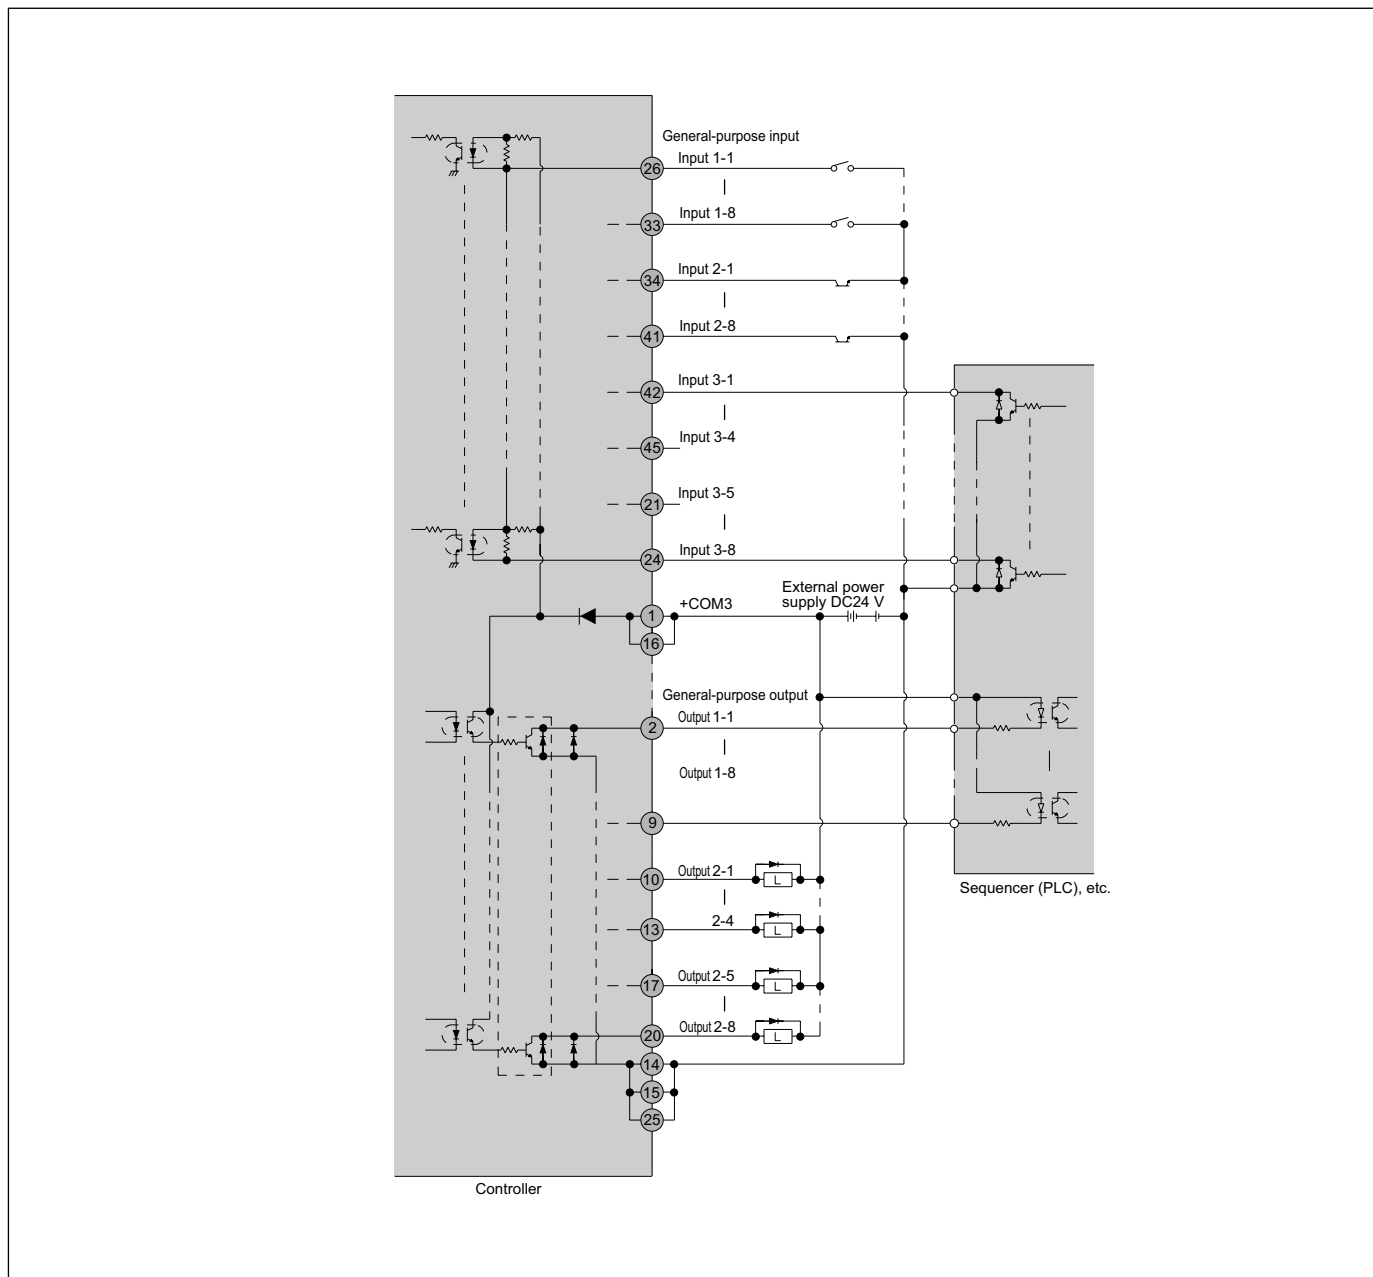 General-purpose input
26 Input 1-1
33 Input 1-8
34 Input 2-1
41 Input 2-8
42 Input 3-1
45 Input 3-4
21 Input 3-5
24 Input 3-8
External power
supply DC24 V
1 +COM3
16
General-purpose output
2 Output 1-1
Output 1-8
9
10 Output 2-1 L
13 2-4 L
17 Output 2-5 L
20 Output 2-8 L
14
15
25
Sequencer (PLC), etc.
Controller